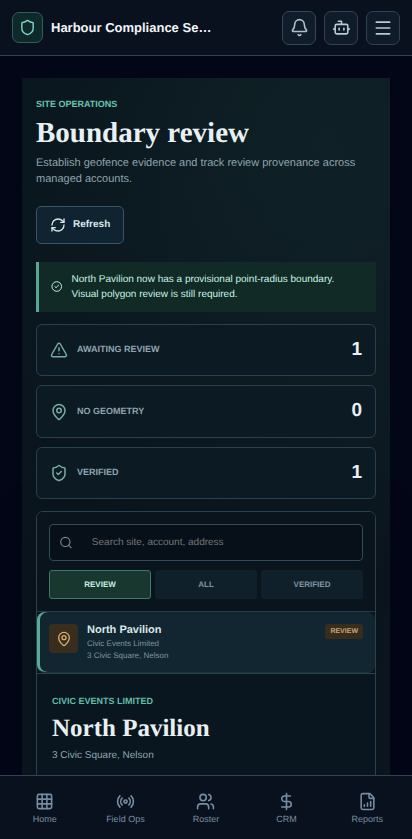 Harbour Compliance Se...
SITE OPERATIONS
Boundary review
Establish geofence evidence and track review provenance across
managed accounts.
Refresh
North Pavilion now has a provisional point-radius boundary.
Visual polygon review is still required.
AWAITING REVIEW 1
NO GEOMETRY 0
VERIFIED 1
Search site, account, address
REVIEW ALL VERIFIED
North Pavilion REVIEW
Civic Events Limited
3 Civic Square, Nelson
CIVIC EVENTS LIMITED
North Pavilion
3 Civic Square, Nelson
Home Field Ops Roster CRM Reports